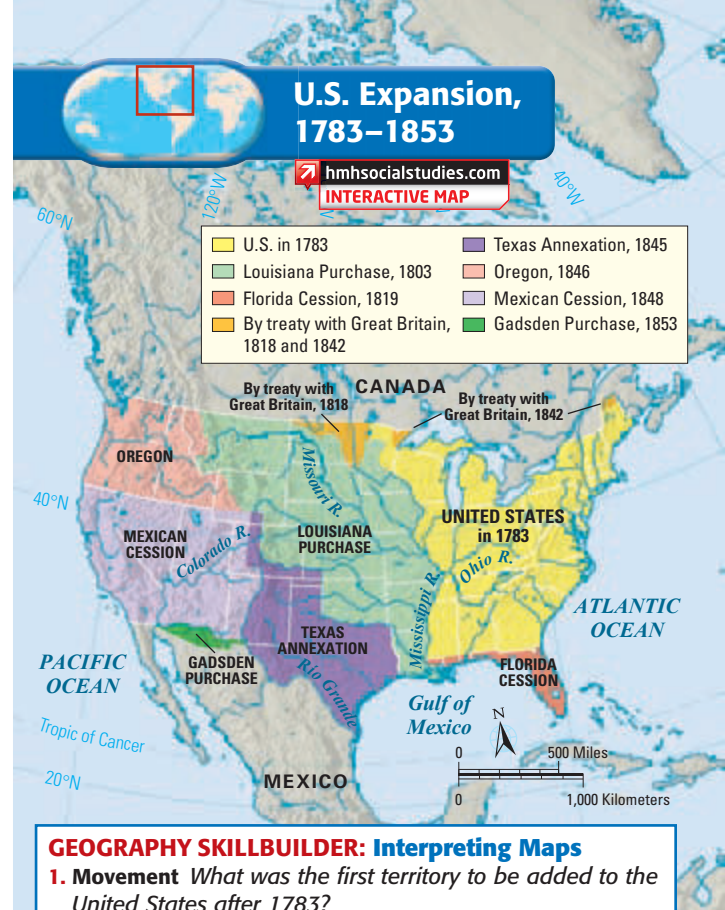 U.S. Expansion,
1783–1853
hmhsocialstudies.com
INTERACTIVE MAP
60°N
120°W
40°W
U.S. in 1783
Louisiana Purchase, 1803
Florida Cession, 1819
By treaty with Great Britain,
1818 and 1842
Texas Annexation, 1845
Oregon, 1846
Mexican Cession, 1848
Gadsden Purchase, 1853
By treaty with
Great Britain, 1818
CANADA
By treaty with
Great Britain, 1842
OREGON
Missouri R.
40°N
MEXICAN
CESSION
Colorado R.
LOUISIANA
PURCHASE
UNITED STATES
in 1783
Ohio R.
Mississippi R.
ATLANTIC
OCEAN
PACIFIC
OCEAN
GADSDEN
PURCHASE
TEXAS
ANNEXATION
Rio Grande
FLORIDA
CESSION
Gulf of
Mexico
N
Tropic of Cancer
20°N
MEXICO
0 500 Miles
0 1,000 Kilometers
GEOGRAPHY SKILLBUILDER: Interpreting Maps
1. Movement What was the first territory to be added to the
United States after 1783?